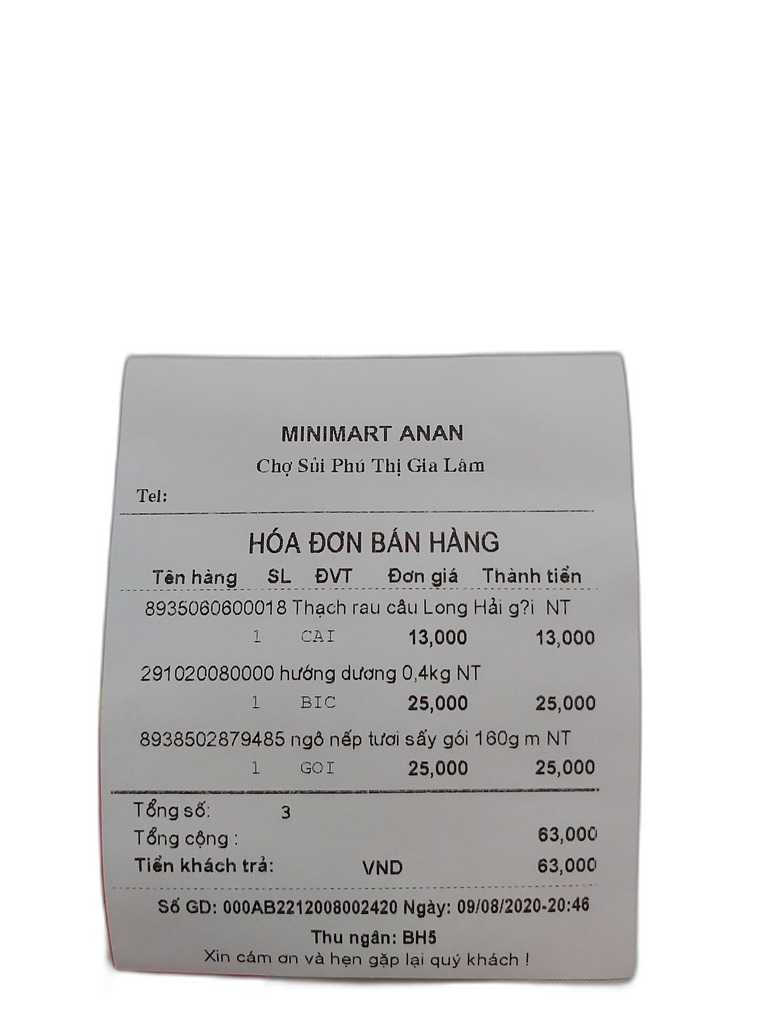 MINIMART ANAN
Chợ Sủi Phú Thị Gia Lâm
Tel:
HÓA ĐƠN BÁN HÀNG
Tên hàng SL ĐVT Đơn giá Thành tiền
8935060600018 Thạch rau câu Long Hải g?i NT
1 CAI 13,000 13,000
291020080000 hướng dương 0,4kg NT
1 BIC 25,000 25,000
8938502879485 ngô nếp tươi sấy gói 160g m NT
1 GOI 25,000 25,000
Tổng số: 3
Tổng cộng : 63,000
Tiền khách trả: VND 63,000
Số GD: 000AB2212008002420 Ngày: 09/08/2020-20:46
Thu ngân: BH5
Xin cám ơn và hẹn gặp lại quý khách !